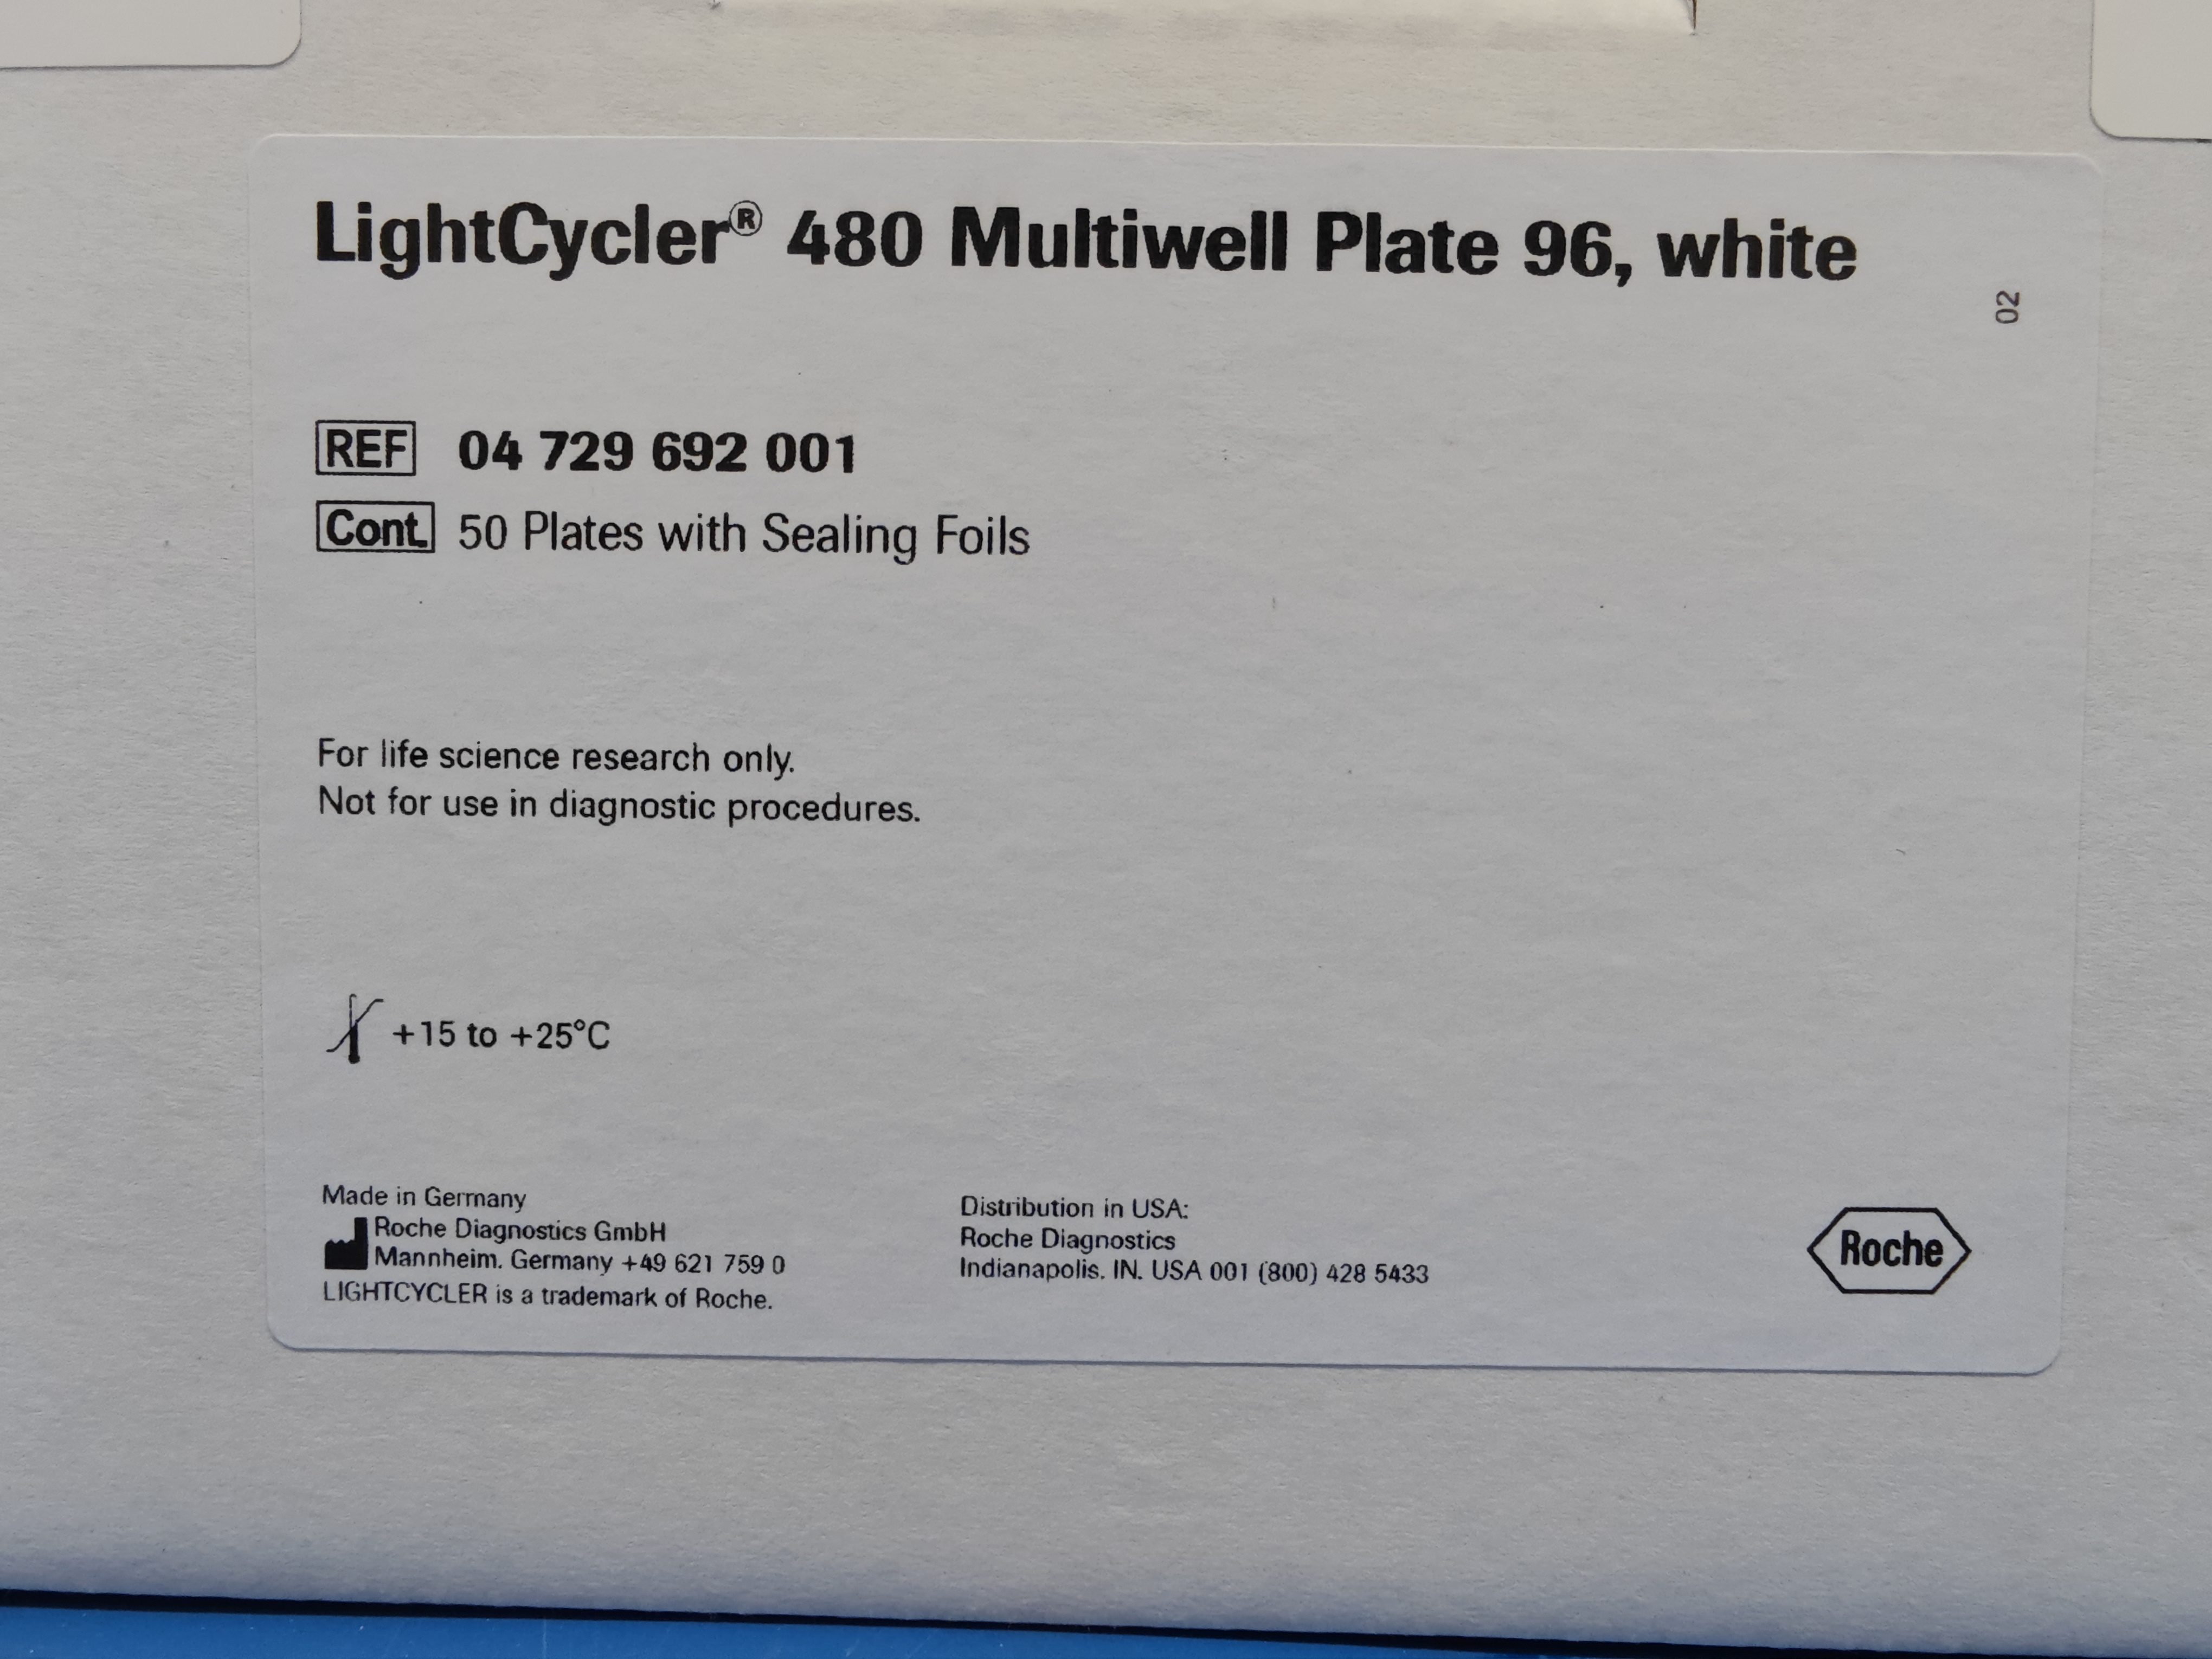 LightCycler® 480 Multiwell Plate 96, white
02
REF 04 729 692 001
Cont. 50 Plates with Sealing Foils
For life science research only.
Not for use in diagnostic procedures.
+15 to +25°C
Made in Germany
Roche Diagnostics GmbH
Mannheim. Germany +49 621 759 0
LIGHTCYCLER is a trademark of Roche.
Distribution in USA:
Roche Diagnostics
Indianapolis. IN. USA 001 (800) 428 5433
Roche